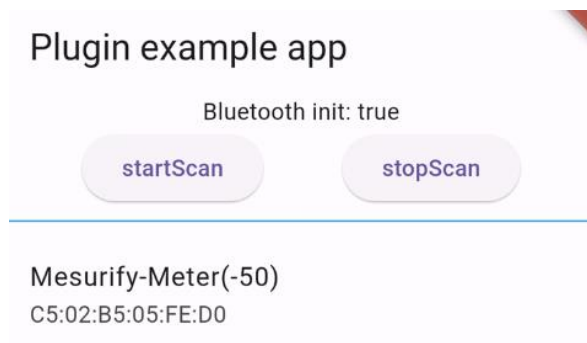 Plugin example app
Bluetooth init: true
startScan stopScan
Mesurify-Meter(-50)
C5:02:B5:05:FE:D0